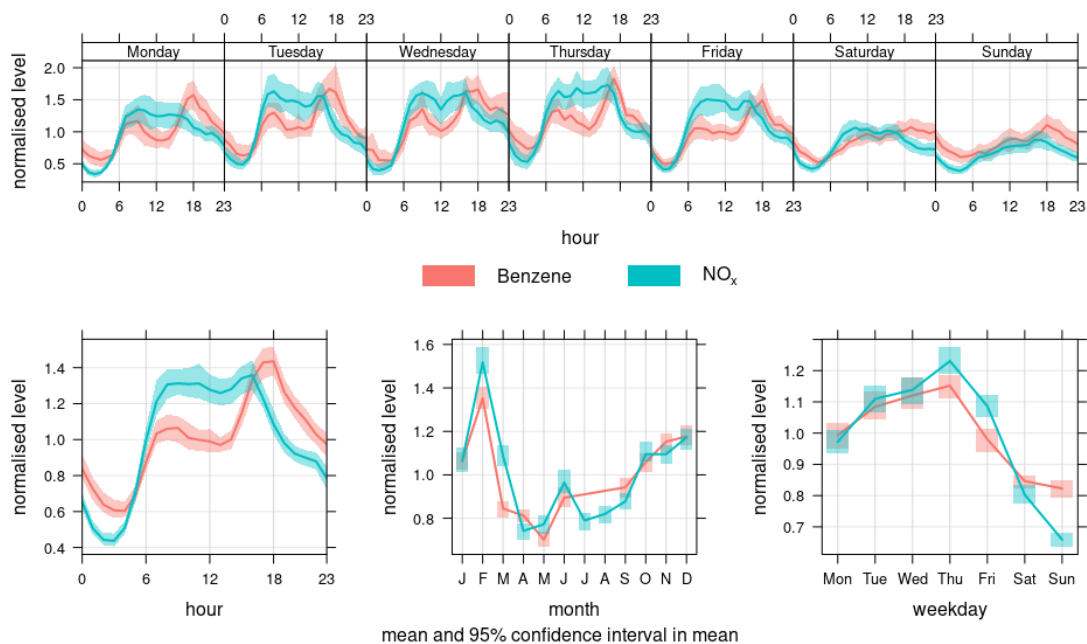 0 6 12 18 23 0 6 12 18 23 0 6 12 18 23
Monday Tuesday Wednesday Thursday Friday Saturday Sunday
2.0
1.5
1.0
0.5
normalised level
0 6 12 18 23 0 6 12 18 23 0 6 12 18 23 0 6 12 18 23
hour
Benzene NOx
1.4
1.2
1.0
0.8
0.6
0.4
normalised level
0 6 12 18 23
hour
1.6
1.4
1.2
1.0
0.8
normalised level
J F M A M J J A S O N D
month
1.2
1.1
1.0
0.9
0.8
0.7
normalised level
Mon Tue Wed Thu Fri Sat Sun
weekday
mean and 95% confidence interval in mean